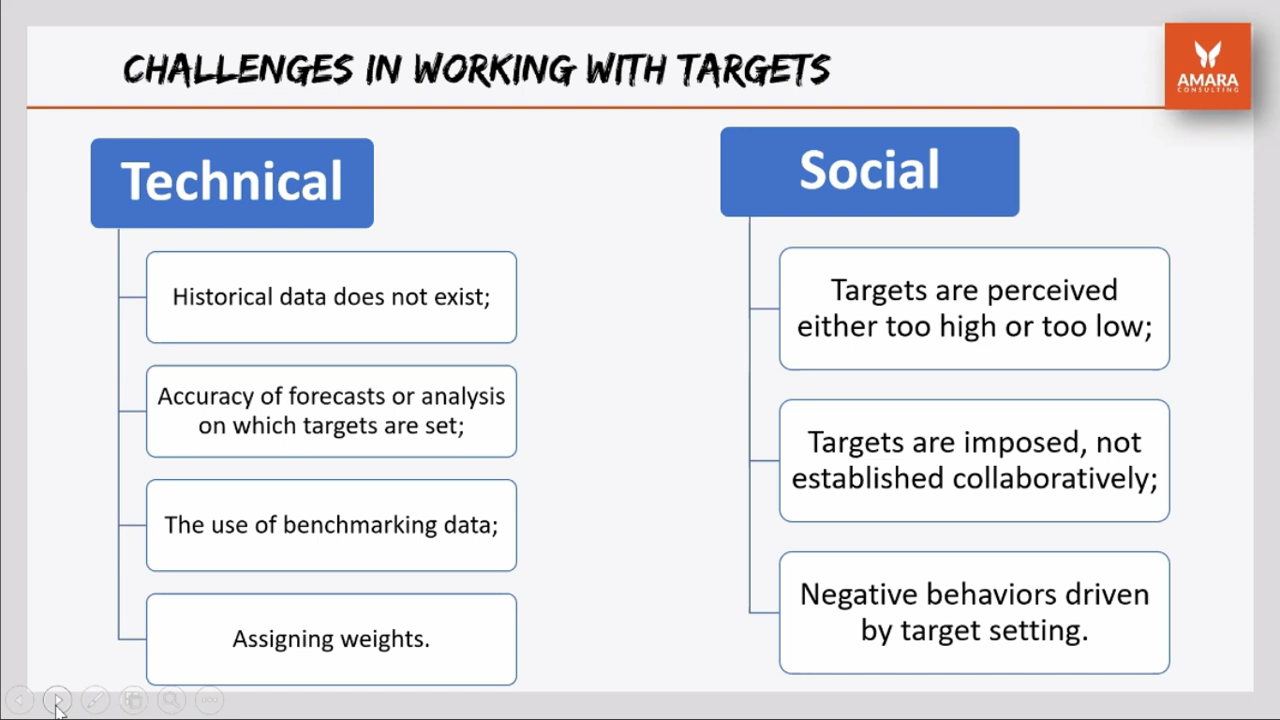 CHALLENGES IN WORKING WITH TARGETS
AMARA
CONSULTING
Technical
Historical data does not exist;
Accuracy of forecasts or analysis
on which targets are set;
The use of benchmarking data;
Assigning weights.
Social
Targets are perceived
either too high or too low;
Targets are imposed, not
established collaboratively;
Negative behaviors driven
by target setting.